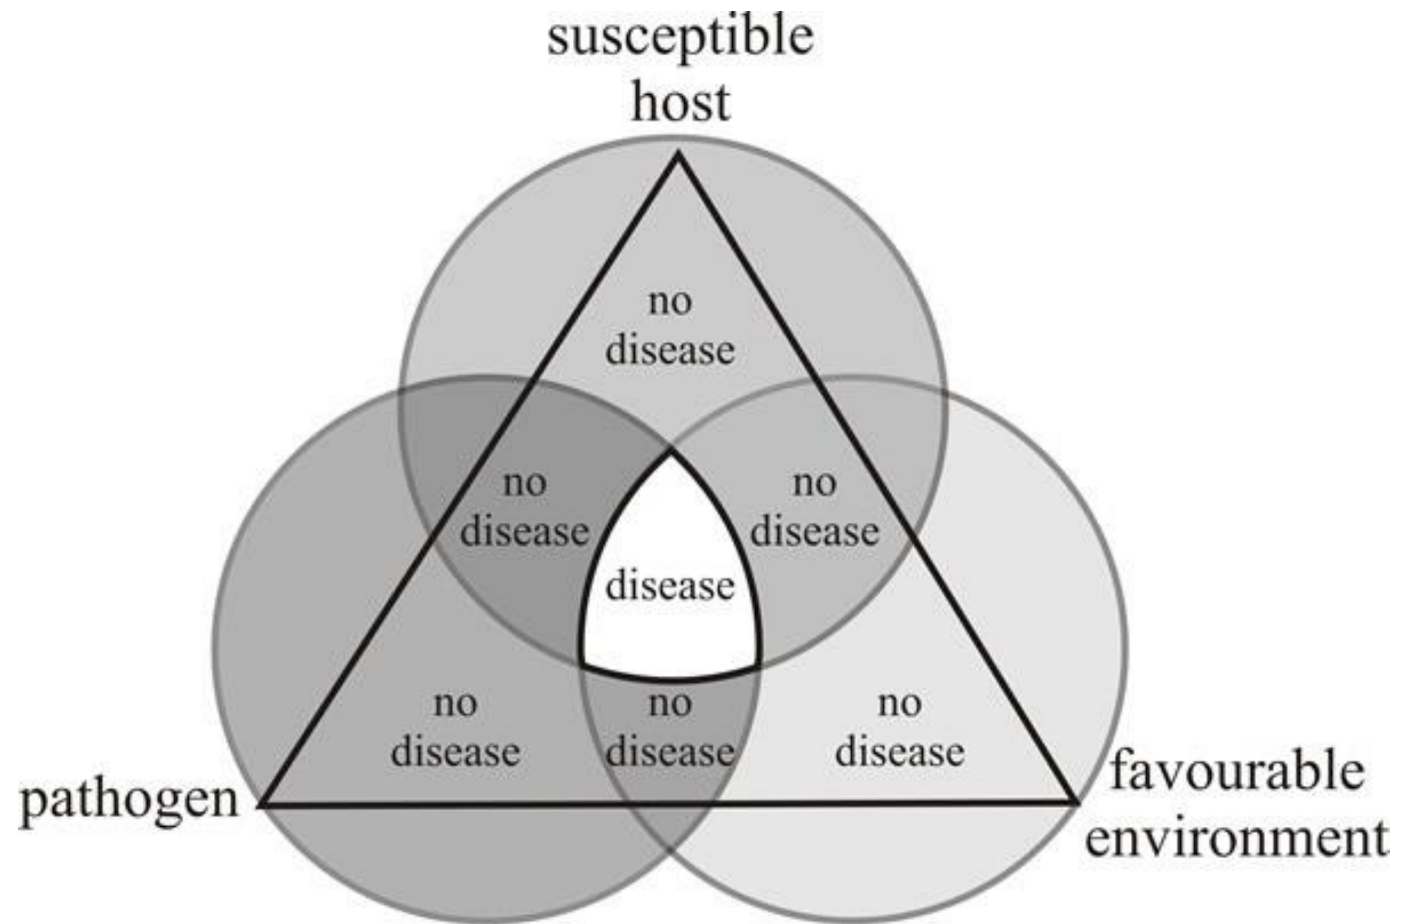 susceptible
host
no
disease
no
disease
no
disease
disease
no
disease
no
disease
no
disease
pathogen
favourable
environment